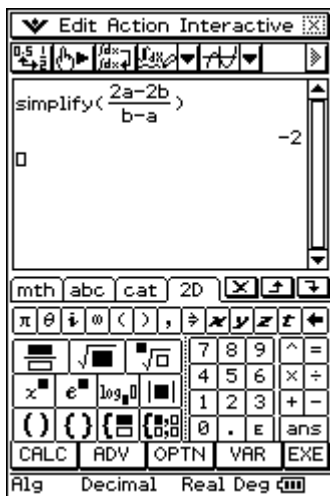 Edit Action Interactive
simplify(2a-2b/b-a)
-2
mth abc cat 2D
π θ i ∞ ( ) , ⇒ x y z t ←
√■ ■√□ 7 8 9 ^ =
x■ e■ log■□ |■| 4 5 6 × ÷
1 2 3 + -
() {} 0 . E ans
CALC ADV OPTN VAR EXE
Alg Decimal Real Deg